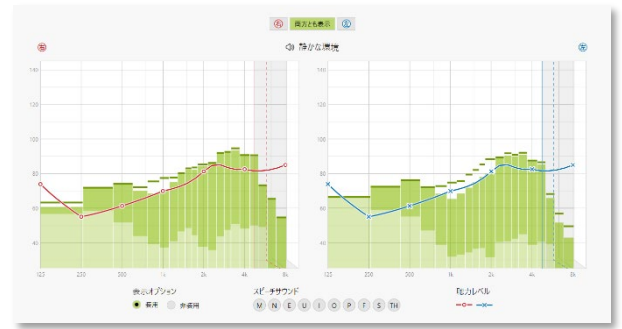 右 両方とも表示 左
右 静かな環境 左
140 140
120 120
100 100
80 80
60 60
40 40
125 250 500 1k 2k 4k 8k 125 250 500 1k 2k 4k 8k
表示オプション スピーチサウンド 聴力レベル
着用 非着用 M N E U I O P F S TH